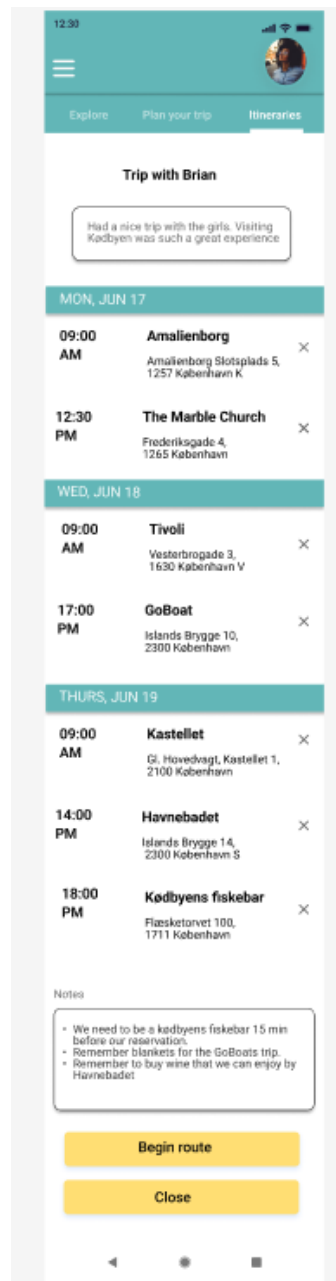 12:30
Explore Plan your trip Itineraries
Trip with Brian
Had a nice trip with the girls. Visiting
Kødbyen was such a great experience
MON, JUN 17
09:00 AM
Amalienborg
Amalienborg Slotsplads 5,
1257 København K
12:30 PM
The Marble Church
Frederiksgade 4,
1265 København
WED, JUN 18
09:00 AM
Tivoli
Vesterbrogade 3,
1630 København V
17:00 PM
GoBoat
Islands Brygge 10,
2300 København
THURS, JUN 19
09:00 AM
Kastellet
Gl. Hovedvagt, Kastellet 1,
2100 København
14:00 PM
Havnebadet
Islands Brygge 14,
2300 København S
18:00 PM
Kødbyens fiskebar
Flæsketorvet 100,
1711 København
Notes
• We need to be a kødbyens fiskebar 15 min
before our reservation.
• Remember blankets for the GoBoats trip.
• Remember to buy wine that we can enjoy by
Havnebadet
Begin route
Close